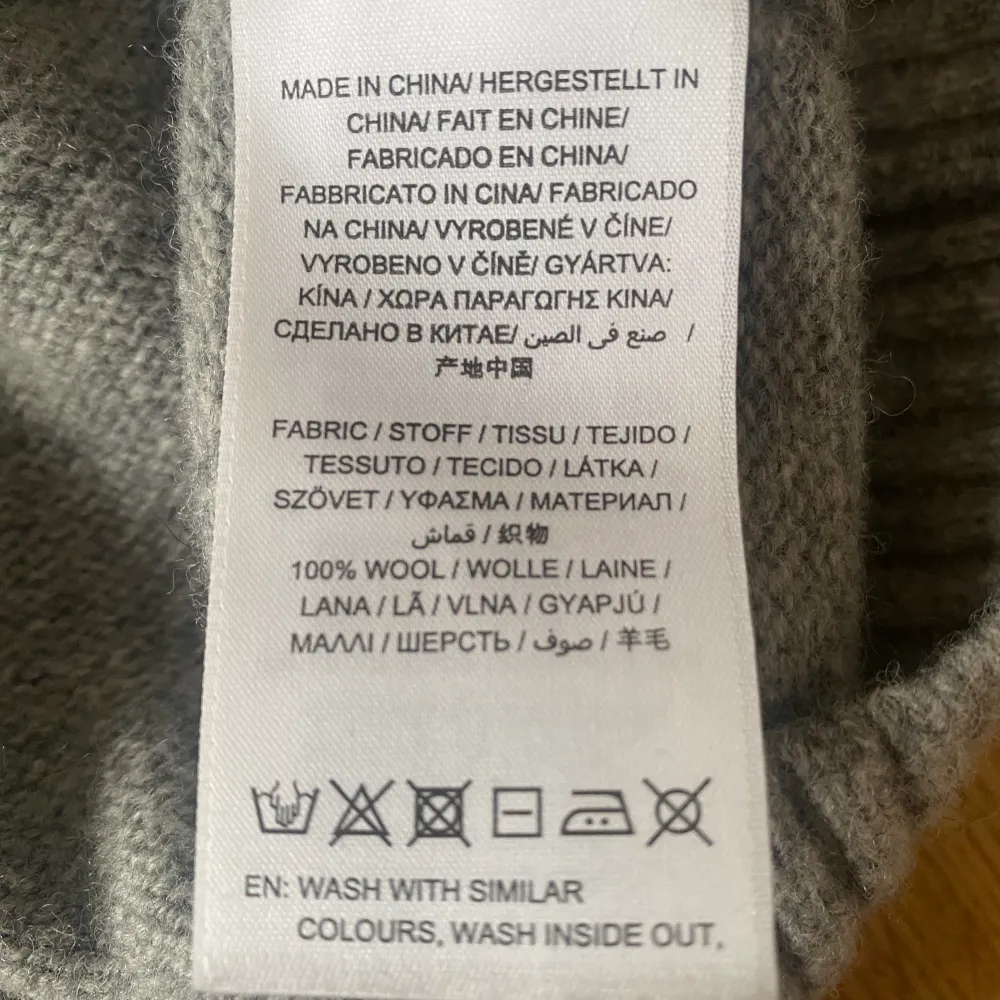 MADE IN CHINA/ HERGESTELLT IN
CHINA/ FAIT EN CHINE/
FABRICADO EN CHINA/
FABBRICATO IN CINA/ FABRICADO
NA CHINA/ VYROBENÉ V ČÍNE/
VYROBENO V ČÍNĚ/ GYÁRTVA:
KÍNA / ΧΩΡΑ ΠΑΡΑΓΩΓΗΣ ΚΙΝΑ/
СДЕЛАНО В КИТАЕ/ صنع في الصين /
产地中国
FABRIC / STOFF / TISSU / TEJIDO /
TESSUTO / TECIDO / LÁTKA /
SZÖVET / ΥΦΑΣΜΑ / МАТЕРИАЛ /
قماش / 织物
100% WOOL / WOLLE / LAINE /
LANA / LÃ / VLNA / GYAPJÚ /
ΜΑΛΛΙ / ШЕРСТЬ / صوف / 羊毛
EN: WASH WITH SIMILAR
COLOURS, WASH INSIDE OUT,